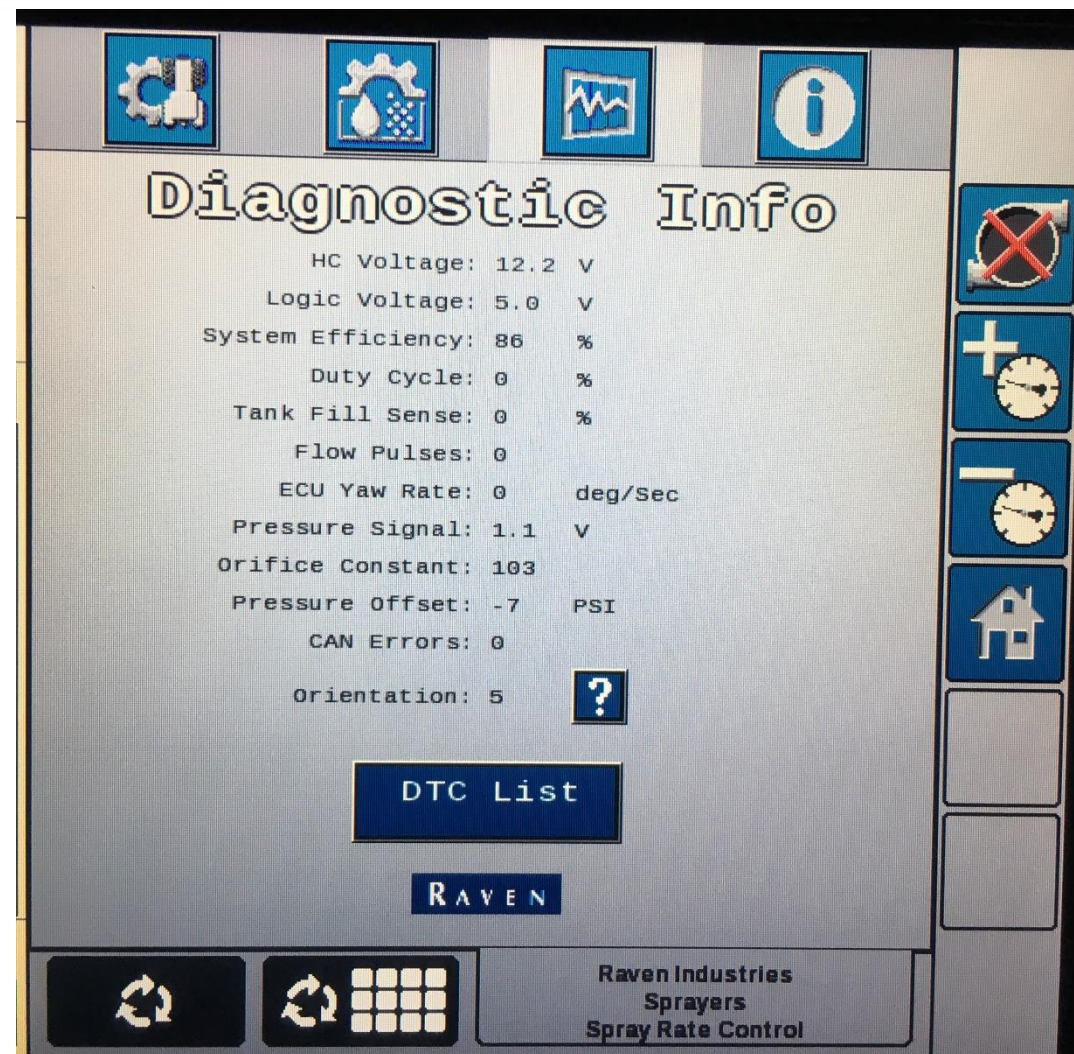 Diagnostic Info
HC Voltage: 12.2 V
Logic Voltage: 5.0 V
System Efficiency: 86 %
Duty Cycle: 0 %
Tank Fill Sense: 0 %
Flow Pulses: 0
ECU Yaw Rate: 0 deg/Sec
Pressure Signal: 1.1 V
Orifice Constant: 103
Pressure Offset: -7 PSI
CAN Errors: 0
Orientation: 5 ?
DTC List
RAVEN
Raven Industries
Sprayers
Spray Rate Control